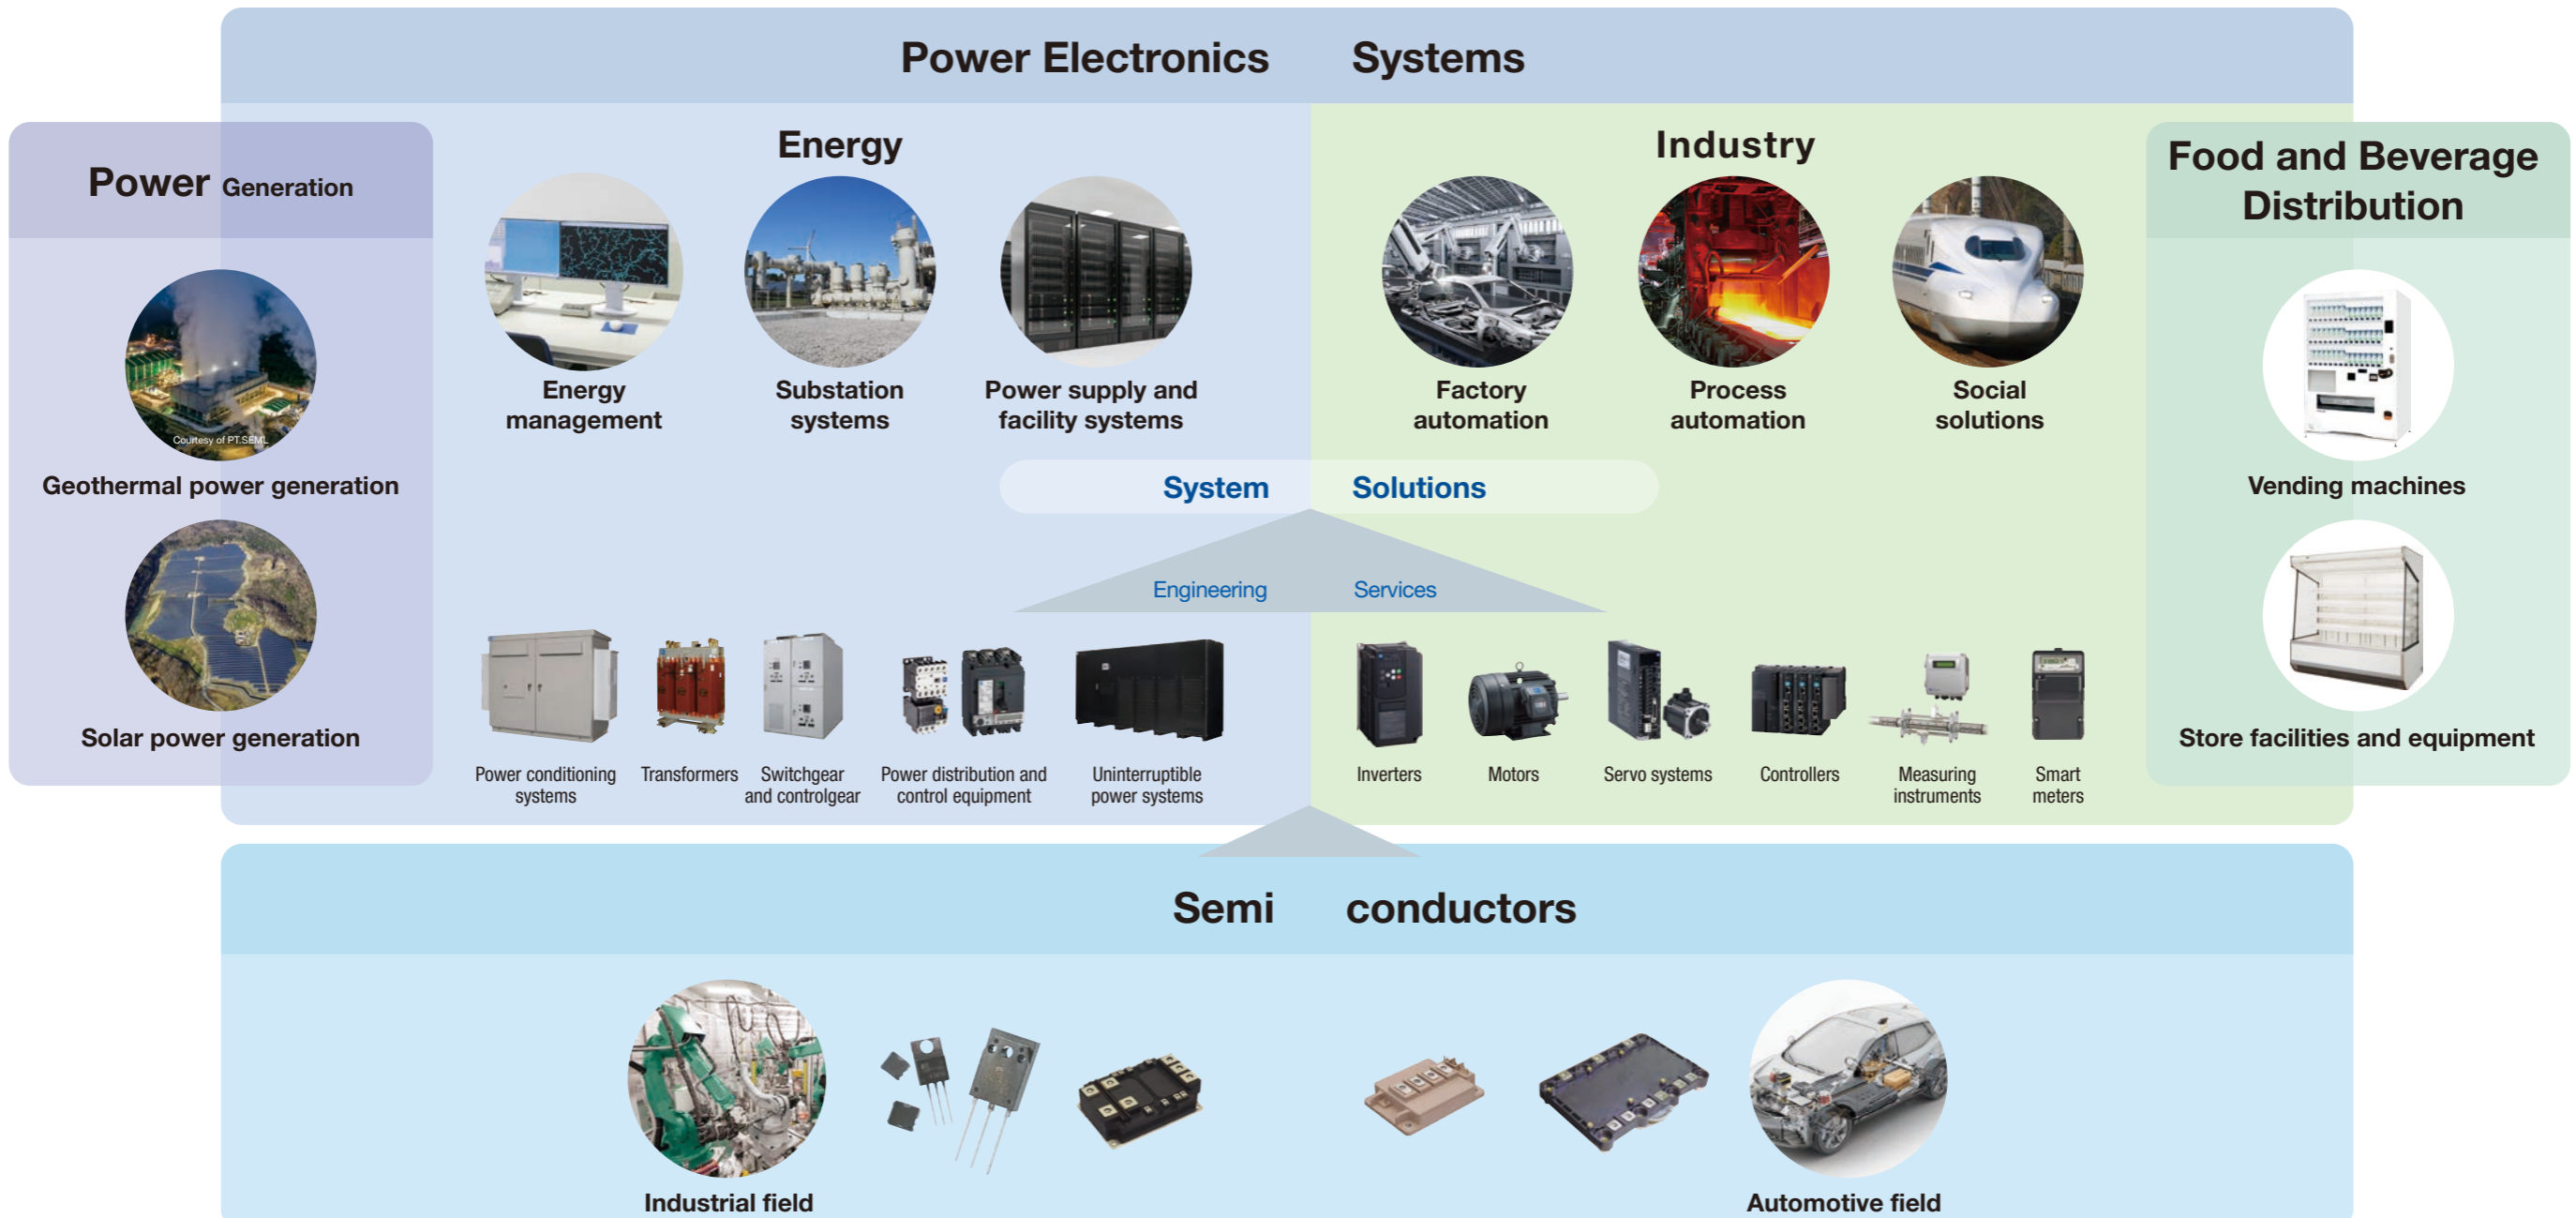 Power Electronics Systems
Power Generation
Courtesy of PT.SEML
Geothermal power generation
Solar power generation
Energy
Energy
management
Substation
systems
Power supply and
facility systems
Industry
Factory
automation
Process
automation
Social
solutions
Food and Beverage
Distribution
Vending machines
Store facilities and equipment
System Solutions
Engineering Services
Power conditioning
systems
Transformers
Switchgear
and controlgear
Power distribution and
control equipment
Uninterruptible
power systems
Inverters
Motors
Servo systems
Controllers
Measuring
instruments
Smart
meters
Semi conductors
Industrial field
Automotive field